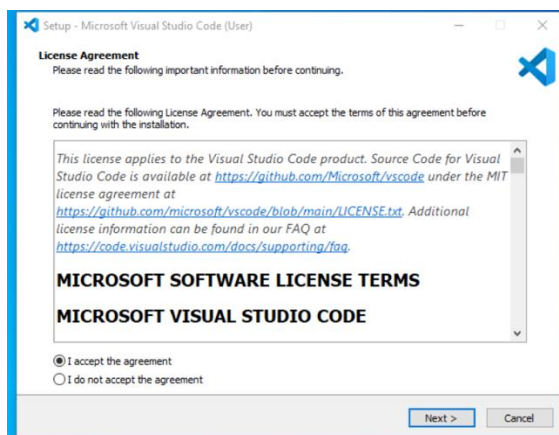 Setup - Microsoft Visual Studio Code (User)
License Agreement
Please read the following important information before continuing.
Please read the following License Agreement. You must accept the terms of this agreement before
continuing with the installation.
This license applies to the Visual Studio Code product. Source Code for Visual
Studio Code is available at https://github.com/Microsoft/vscode under the MIT
license agreement at
https://github.com/microsoft/vscode/blob/main/LICENSE.txt. Additional
license information can be found in our FAQ at
https://code.visualstudio.com/docs/supporting/faq.
MICROSOFT SOFTWARE LICENSE TERMS
MICROSOFT VISUAL STUDIO CODE
I accept the agreement
I do not accept the agreement
Next >
Cancel